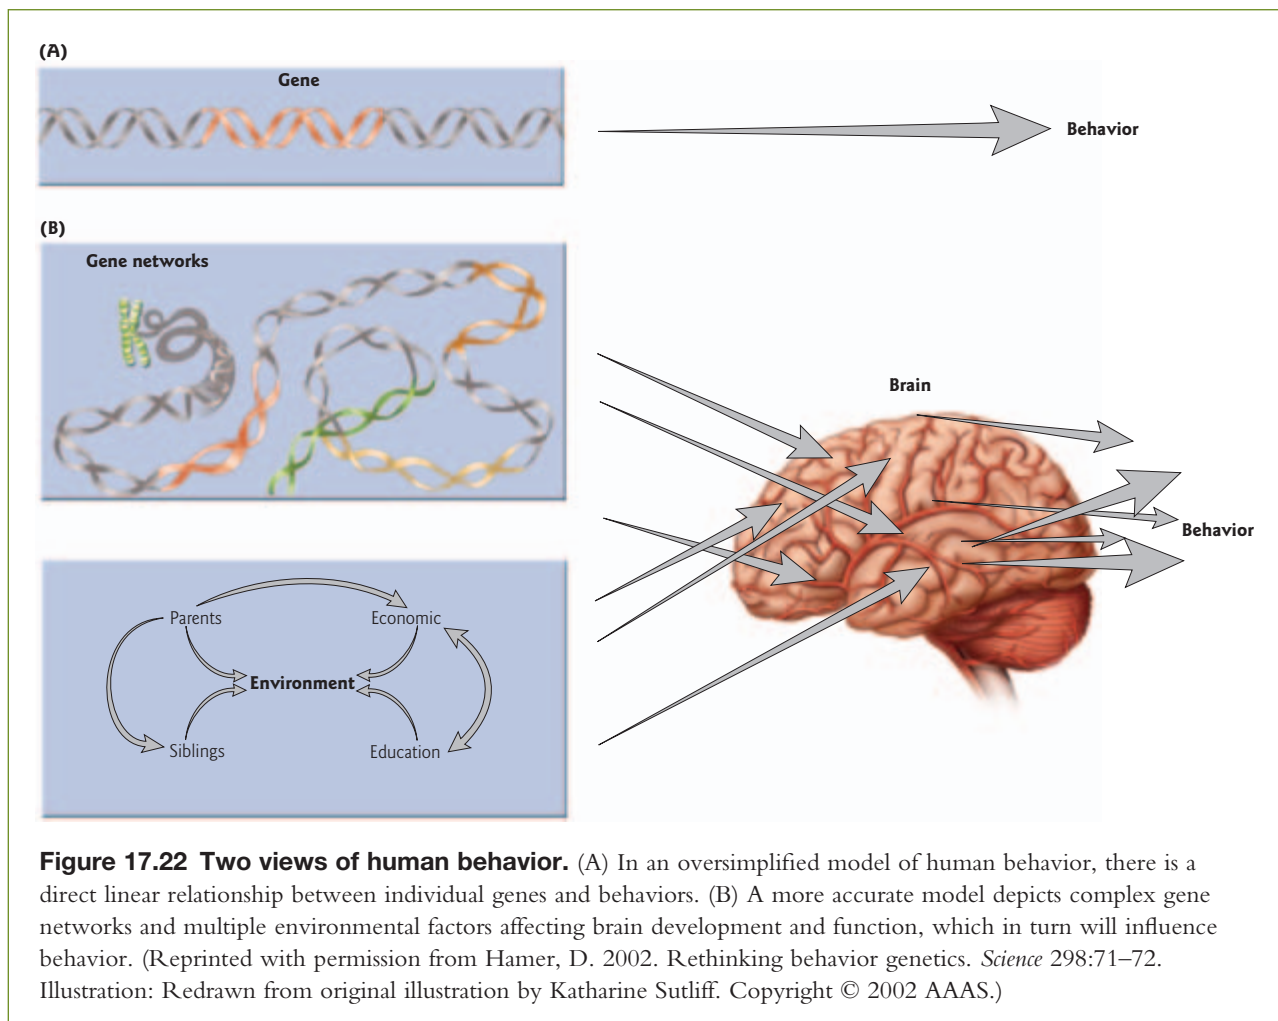 (A)
Gene
Behavior
(B)
Gene networks
Brain
Behavior
Parents
Economic
Environment
Siblings
Education
Figure 17.22 Two views of human behavior. (A) In an oversimplified model of human behavior, there is a
direct linear relationship between individual genes and behaviors. (B) A more accurate model depicts complex gene
networks and multiple environmental factors affecting brain development and function, which in turn will influence
behavior. (Reprinted with permission from Hamer, D. 2002. Rethinking behavior genetics. Science 298:71–72.
Illustration: Redrawn from original illustration by Katharine Sutliff. Copyright © 2002 AAAS.)